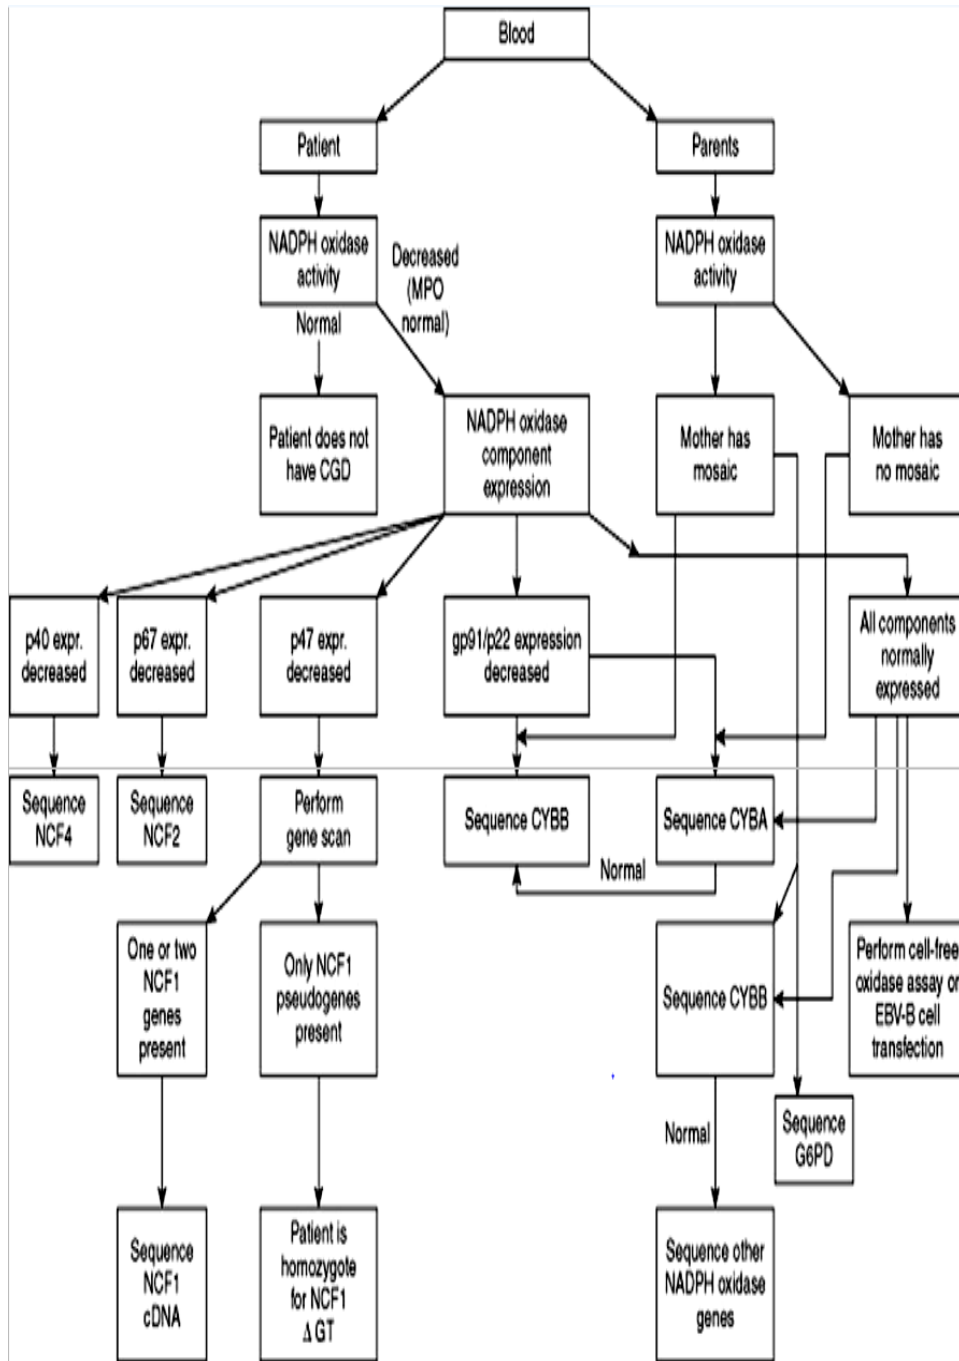 Blood
Patient
Parents
NADPH oxidase
activity
Decreased
(MPO
normal)
NADPH oxidase
activity
Normal
Patient does not
have CGD
NADPH oxidase
component
expression
Mother has
mosaic
Mother has
no mosaic
p40 expr.
decreased
p67 expr.
decreased
p47 expr.
decreased
gp91/p22 expression
decreased
All components
normally
expressed
Sequence
NCF4
Sequence
NCF2
Perform
gene scan
Sequence CYBB
Sequence CYBA
Normal
One or two
NCF1
genes
present
Only NCF1
pseudogenes
present
Sequence CYBB
Perform cell-free
oxidase assay or
EBV-B cell
transfection
Normal
Sequence
G6PD
Sequence
NCF1
cDNA
Patient is
homozygote
for NCF1
Δ GT
Sequence other
NADPH oxidase
genes